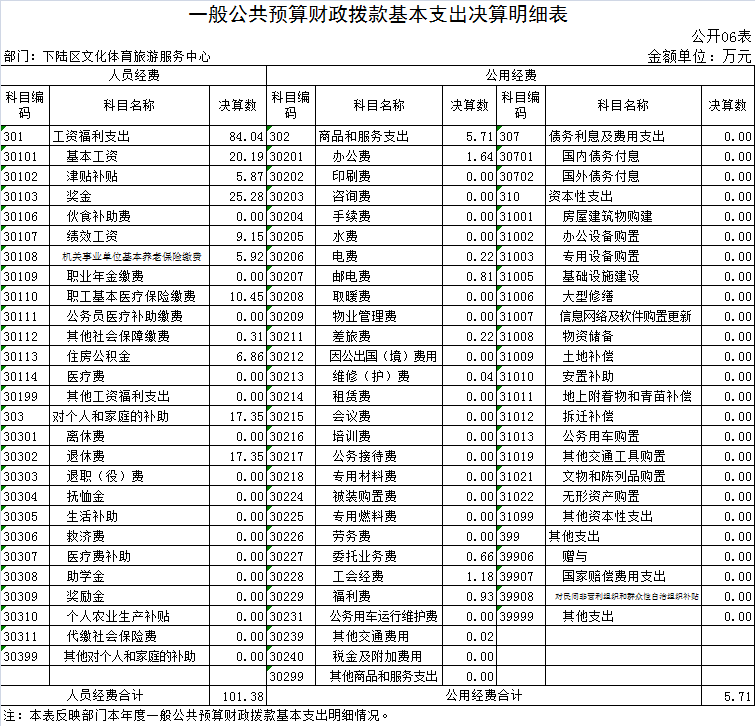 一般公共预算财政拨款基本支出决算明细表
公开06表
部门：下陆区文化体育旅游服务中心 金额单位：万元
人员经费 公用经费
科目编码 科目名称 决算数 科目编码 科目名称 决算数 科目编码 科目名称 决算数
301 工资福利支出 84.04 302 商品和服务支出 5.71 307 债务利息及费用支出 0.00
30101 基本工资 20.19 30201 办公费 1.64 30701 国内债务付息 0.00
30102 津贴补贴 5.87 30202 印刷费 0.00 30702 国外债务付息 0.00
30103 奖金 25.28 30203 咨询费 0.00 310 资本性支出 0.00
30106 伙食补助费 0.00 30204 手续费 0.00 31001 房屋建筑物购建 0.00
30107 绩效工资 9.15 30205 水费 0.00 31002 办公设备购置 0.00
30108 机关事业单位基本养老保险缴费 5.92 30206 电费 0.22 31003 专用设备购置 0.00
30109 职业年金缴费 0.00 30207 邮电费 0.81 31005 基础设施建设 0.00
30110 职工基本医疗保险缴费 10.45 30208 取暖费 0.00 31006 大型修缮 0.00
30111 公务员医疗补助缴费 0.00 30209 物业管理费 0.00 31007 信息网络及软件购置更新 0.00
30112 其他社会保障缴费 0.31 30211 差旅费 0.22 31008 物资储备 0.00
30113 住房公积金 6.86 30212 因公出国（境）费用 0.00 31009 土地补偿 0.00
30114 医疗费 0.00 30213 维修（护）费 0.04 31010 安置补助 0.00
30199 其他工资福利支出 0.00 30214 租赁费 0.00 31011 地上附着物和青苗补偿 0.00
303 对个人和家庭的补助 17.35 30215 会议费 0.00 31012 拆迁补偿 0.00
30301 离休费 0.00 30216 培训费 0.00 31013 公务用车购置 0.00
30302 退休费 17.35 30217 公务接待费 0.00 31019 其他交通工具购置 0.00
30303 退职（役）费 0.00 30218 专用材料费 0.00 31021 文物和陈列品购置 0.00
30304 抚恤金 0.00 30224 被装购置费 0.00 31022 无形资产购置 0.00
30305 生活补助 0.00 30225 专用燃料费 0.00 31099 其他资本性支出 0.00
30306 救济费 0.00 30226 劳务费 0.00 399 其他支出 0.00
30307 医疗费补助 0.00 30227 委托业务费 0.66 39906 赠与 0.00
30308 助学金 0.00 30228 工会经费 1.18 39907 国家赔偿费用支出 0.00
30309 奖励金 0.00 30229 福利费 0.93 39908 对民间非营利组织和群众性自治组织补贴 0.00
30310 个人农业生产补贴 0.00 30231 公务用车运行维护费 0.00 39999 其他支出 0.00
30311 代缴社会保险费 0.00 30239 其他交通费用 0.02
30399 其他对个人和家庭的补助 0.00 30240 税金及附加费用 0.00
30299 其他商品和服务支出 0.00
人员经费合计 101.38 公用经费合计 5.71
注：本表反映部门本年度一般公共预算财政拨款基本支出明细情况。